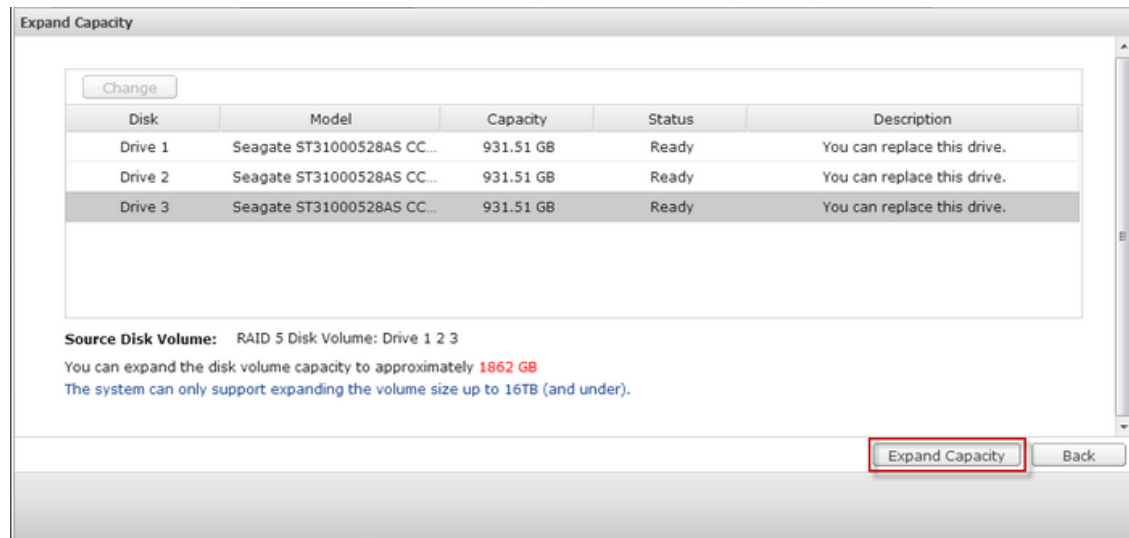 Expand Capacity
Change
Disk Model Capacity Status Description
Drive 1 Seagate ST31000528AS CC... 931.51 GB Ready You can replace this drive.
Drive 2 Seagate ST31000528AS CC... 931.51 GB Ready You can replace this drive.
Drive 3 Seagate ST31000528AS CC... 931.51 GB Ready You can replace this drive.
Source Disk Volume: RAID 5 Disk Volume: Drive 1 2 3
You can expand the disk volume capacity to approximately 1862 GB
The system can only support expanding the volume size up to 16TB (and under).
Expand Capacity Back